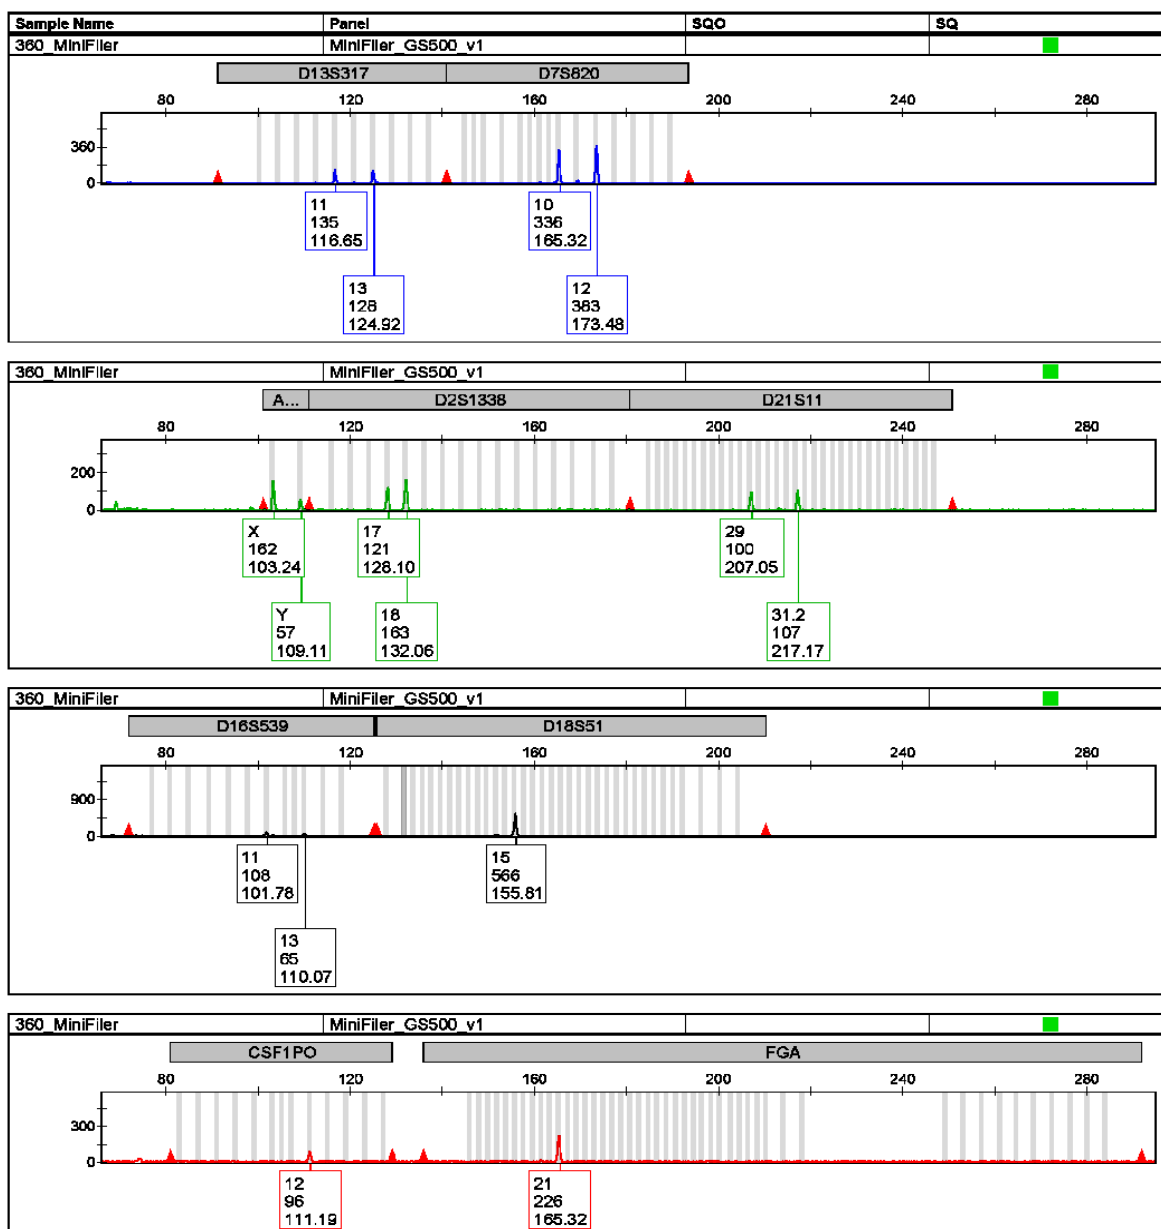 Sample Name Panel SQO SQ
360_MiniFiler MiniFiler_GS500_v1
D13S317 D7S820
80 120 160 200 240 280
360
0
11 10
135 336
116.65 165.32
13 12
128 383
124.92 173.48
360_MiniFiler MiniFiler_GS500_v1
A... D2S1338 D21S11
80 120 160 200 240 280
200
0
X 17 29
162 121 100
103.24 128.10 207.05
Y 18 31.2
57 163 107
109.11 132.06 217.17
360_MiniFiler MiniFiler_GS500_v1
D16S539 D18S51
80 120 160 200 240 280
900
0
11 15
108 566
101.78 155.81
13
65
110.07
360_MiniFiler MiniFiler_GS500_v1
CSF1PO FGA
80 120 160 200 240 280
300
0
12 21
96 226
111.19 165.32